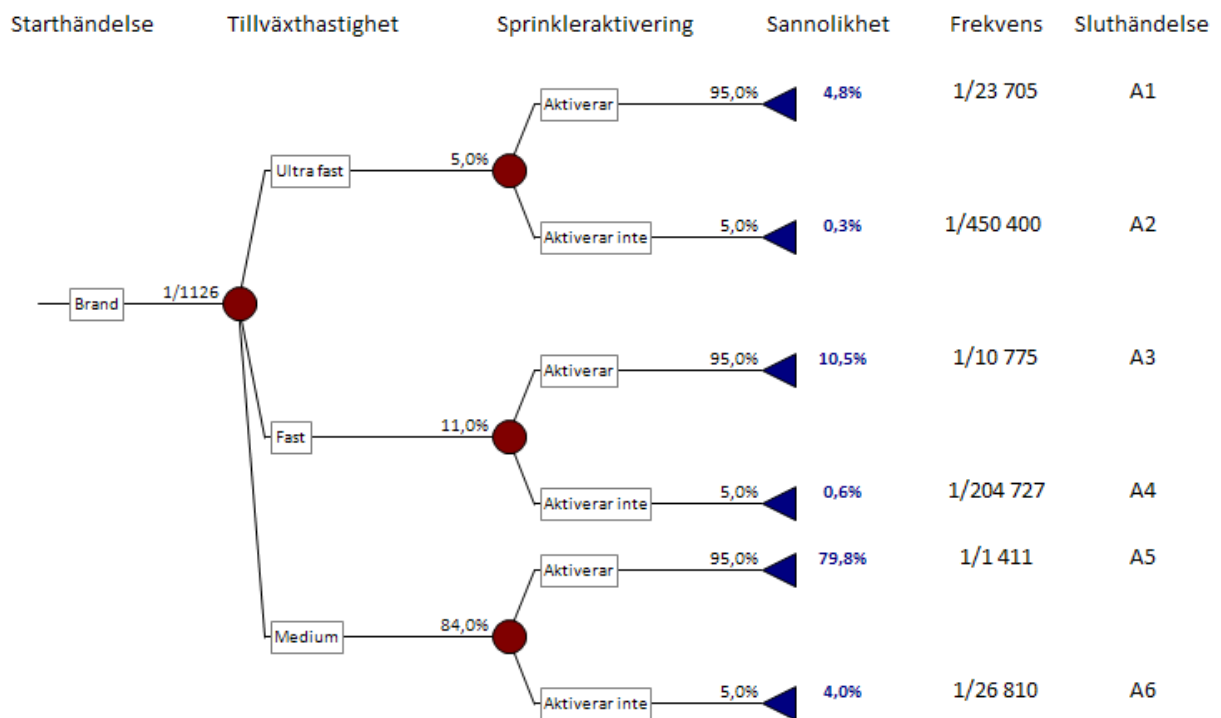 Starthändelse Tillväxthastighet Sprinkleraktivering Sannolikhet Frekvens Sluthändelse
Aktiverar 95,0% 4,8% 1/23 705 A1
Ultra fast 5,0%
Aktiverar inte 5,0% 0,3% 1/450 400 A2
Brand 1/1126
Aktiverar 95,0% 10,5% 1/10 775 A3
Fast 11,0%
Aktiverar inte 5,0% 0,6% 1/204 727 A4
Aktiverar 95,0% 79,8% 1/1 411 A5
Medium 84,0%
Aktiverar inte 5,0% 4,0% 1/26 810 A6